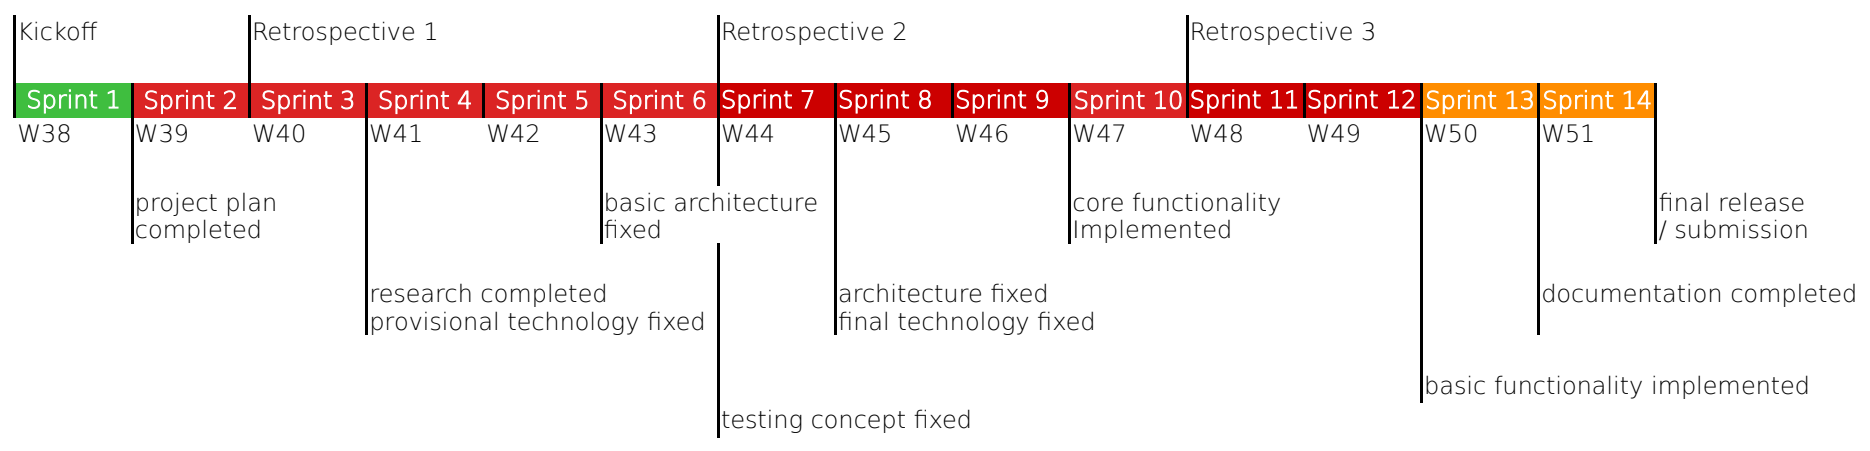 Kickoff
Retrospective 1
Retrospective 2
Retrospective 3
Sprint 1
Sprint 2
Sprint 3
Sprint 4
Sprint 5
Sprint 6
Sprint 7
Sprint 8
Sprint 9
Sprint 10
Sprint 11
Sprint 12
Sprint 13
Sprint 14
W38
W39
W40
W41
W42
W43
W44
W45
W46
W47
W48
W49
W50
W51
project plan
completed
basic architecture
fixed
core functionality
Implemented
final release
/ submission
research completed
provisional technology fixed
architecture fixed
final technology fixed
documentation completed
basic functionality implemented
testing concept fixed